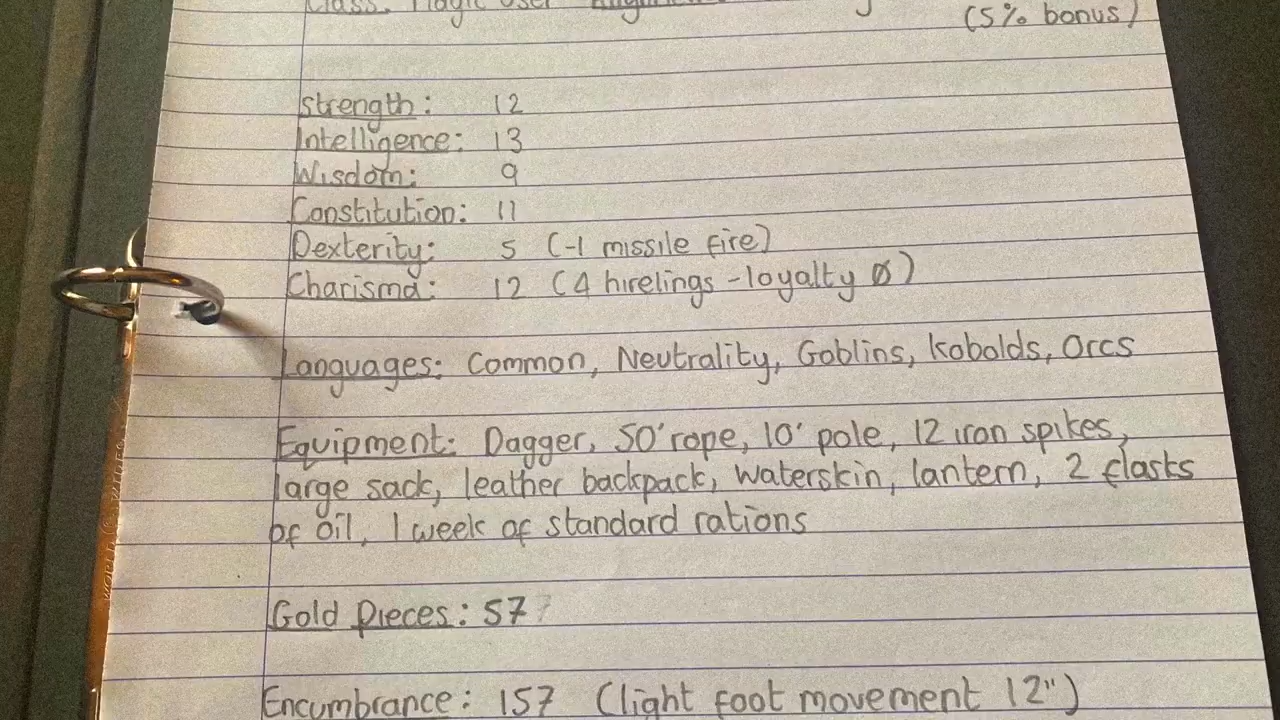 Class: Magic User
(5% bonus)
Strength: 12
Intelligence: 13
Wisdom: 9
Constitution: 11
Dexterity: 5 (-1 missile fire)
Charisma: 12 (4 hirelings - loyalty Ø)
Languages: Common, Neutrality, Goblins, Kobolds, Orcs
Equipment: Dagger, 50' rope, 10' pole, 12 iron spikes,
large sack, leather backpack, waterskin, lantern, 2 flasks
of oil, 1 week of standard rations
Gold Pieces: 57
Encumbrance: 157 (light foot movement 12")